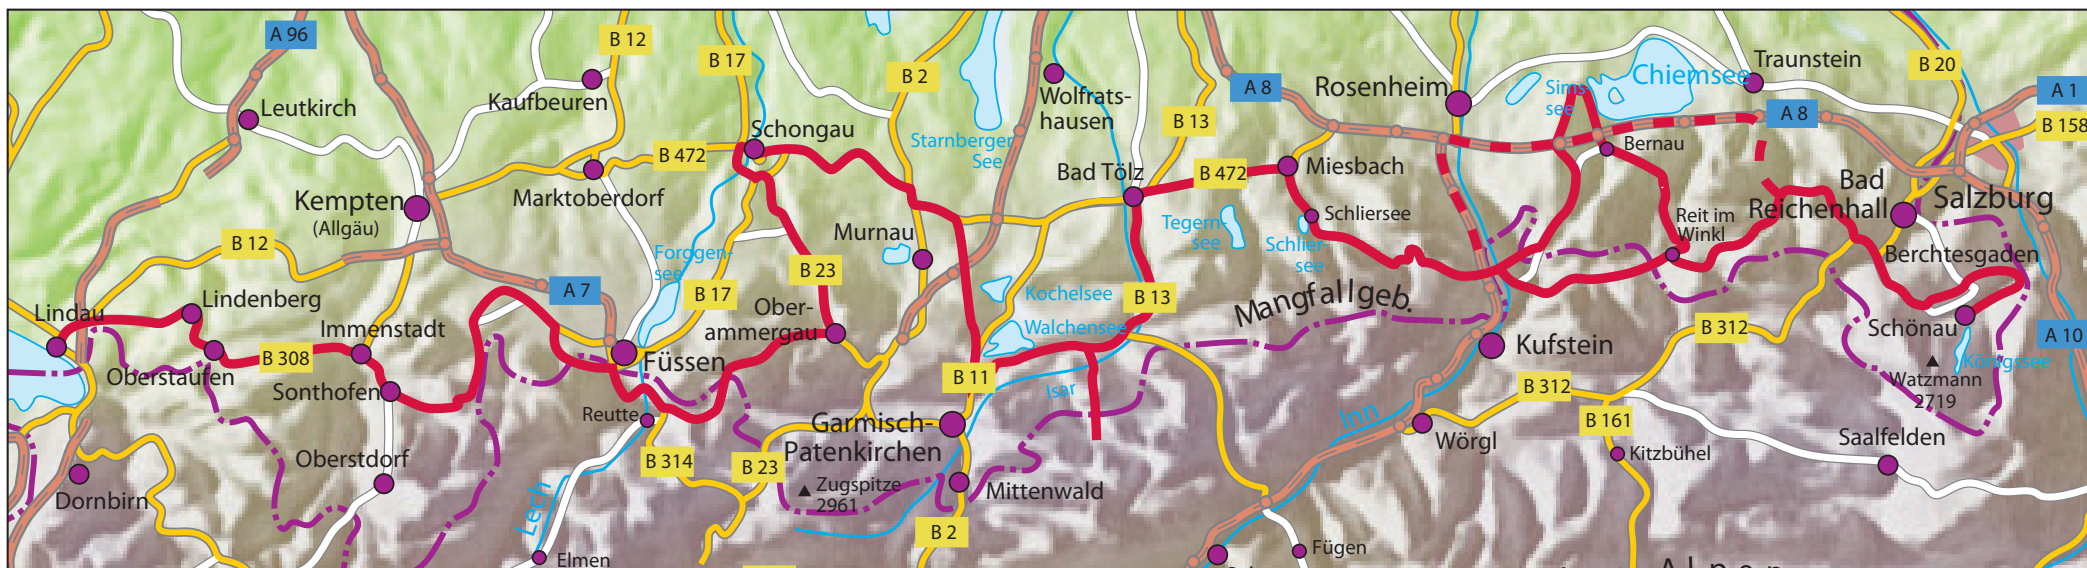 A 96
B 12
B 17
B 2
A 8
Rosenheim
Sims-
see
Chiemsee
Traunstein
B 20
A 1
Leutkirch
Kaufbeuren
Wolfrats-
hausen
Starnberger
See
B 13
A 8
B 158
Schongau
Bernau
B 472
Bad Tölz
B 472
Miesbach
Kempten
(Allgäu)
Marktoberdorf
Bad
Reichenhall
Salzburg
Schliersee
Tegern-
see
Schlier-
see
Reit im
Winkl
B 12
Murnau
Forggen-
see
B 23
Berchtesgaden
A 7
B 17
Kochelsee
B 13
Mangfallgeb.
Lindau
Lindenberg
Immenstadt
Ober-
ammergau
Walchensee
B 312
Schönau
A 10
B 308
Oberstaufen
Füssen
Kufstein
Königssee
Sonthofen
B 11
Isar
B 312
Watzmann
2719
Reutte
Garmisch-
Patenkirchen
Inn
Wörgl
B 161
Saalfelden
Oberstdorf
B 314
B 23
Kitzbühel
Dornbirn
Zugspitze
2961
Mittenwald
Lech
B 2
Elmen
Fügen
Alpen